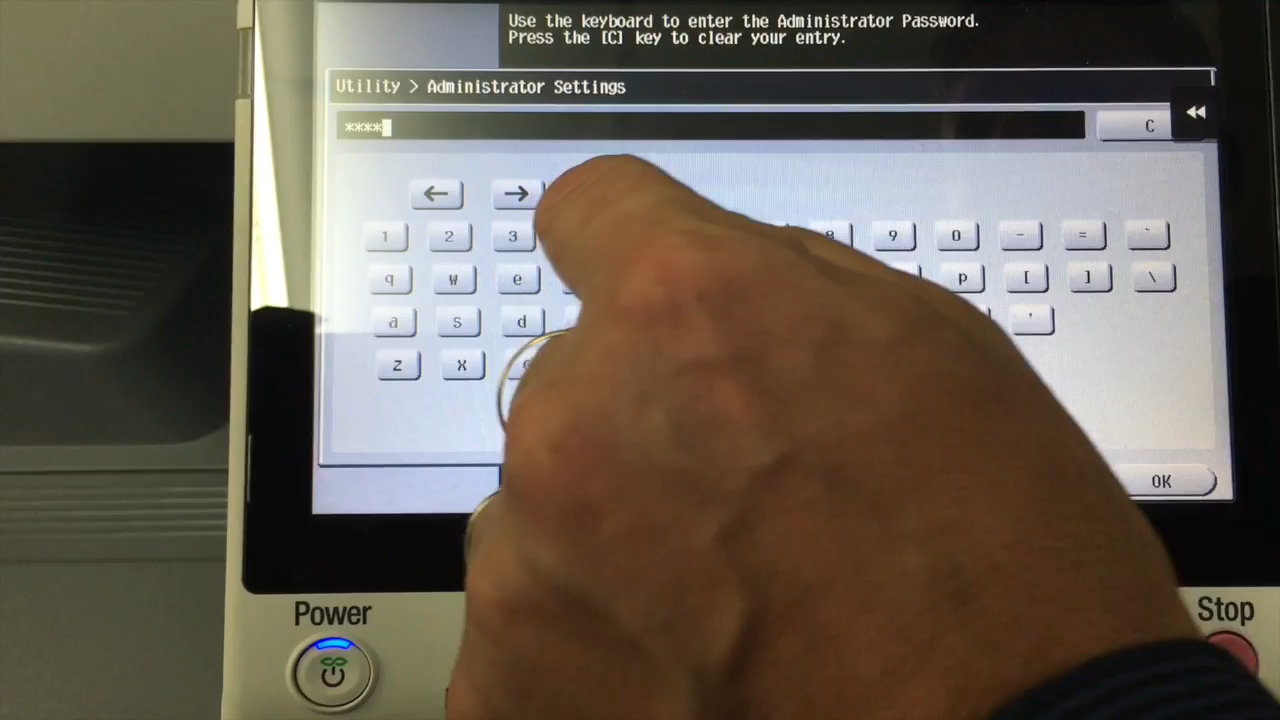 Use the keyboard to enter the Administrator Password.
Press the [C] key to clear your entry.
Utility > Administrator Settings
**** C
← →
1 2 3 8 9 0 - = `
q w e p [ ] \
a s d '
z x
OK
Power
Stop